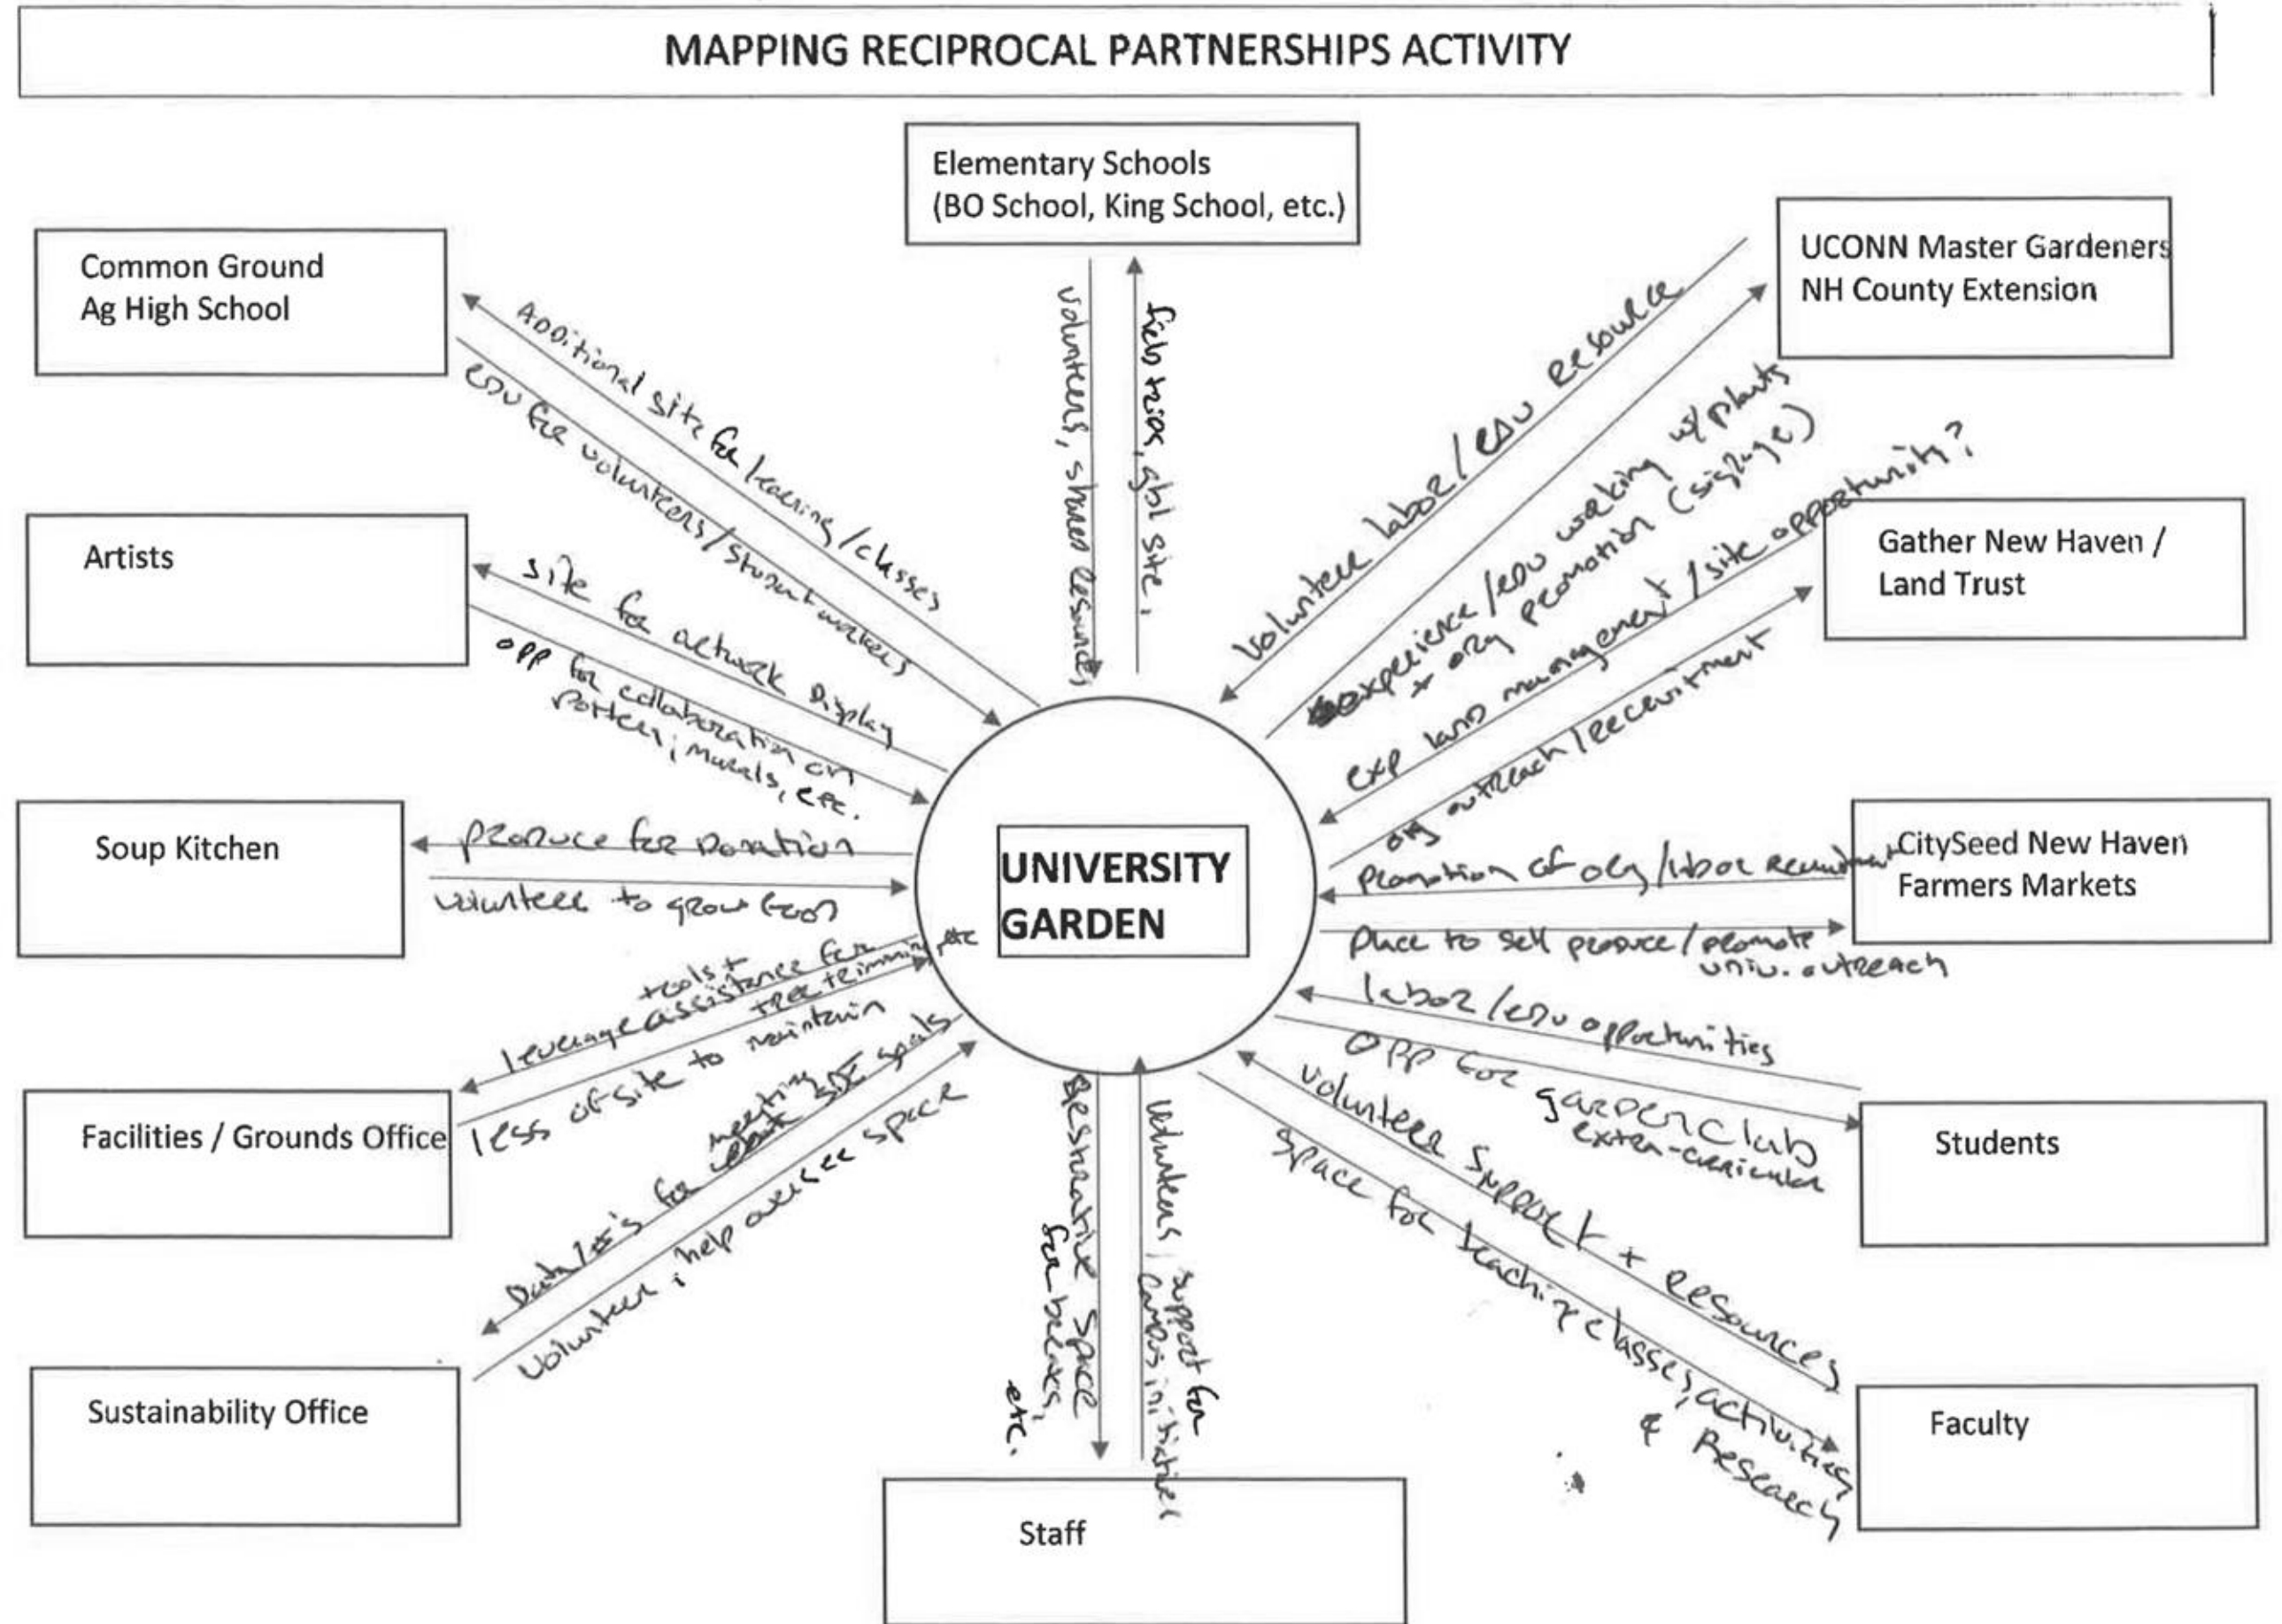 MAPPING RECIPROCAL PARTNERSHIPS ACTIVITY
Elementary Schools
(BO School, King School, etc.)
volunteers, shared resources
field trips, gbl site,
Common Ground
Ag High School
Additional site for learning/classes
edu for volunteers/student workers
UCONN Master Gardeners
NH County Extension
Volunteer labor/edu resource
experience/edu working w/ plants
+ org promotion (signage)
Artists
site for artwork display
opp for collaboration on
Potters; murals, etc.
Gather New Haven /
Land Trust
exp land management/site opportunity?
org outreach/recruitment
Soup Kitchen
produce for donation
volunteer to grow food
UNIVERSITY
GARDEN
CitySeed New Haven
Farmers Markets
Promotion of org/labor recruitment
place to sell produce/promote
univ. outreach
Facilities / Grounds Office
tools +
leverage assistance for
tree trimming, etc
less of site to maintain
Students
labor/edu opportunities
opp for garden club
extra-curricular
Sustainability Office
meeting
Data/#'s for goals
volunteer, help oversee space
Staff
Restorative space
for breaks,
etc.
volunteers, support for
campus initiatives
Faculty
volunteer support + resources
space for teaching classes, activities
& Research